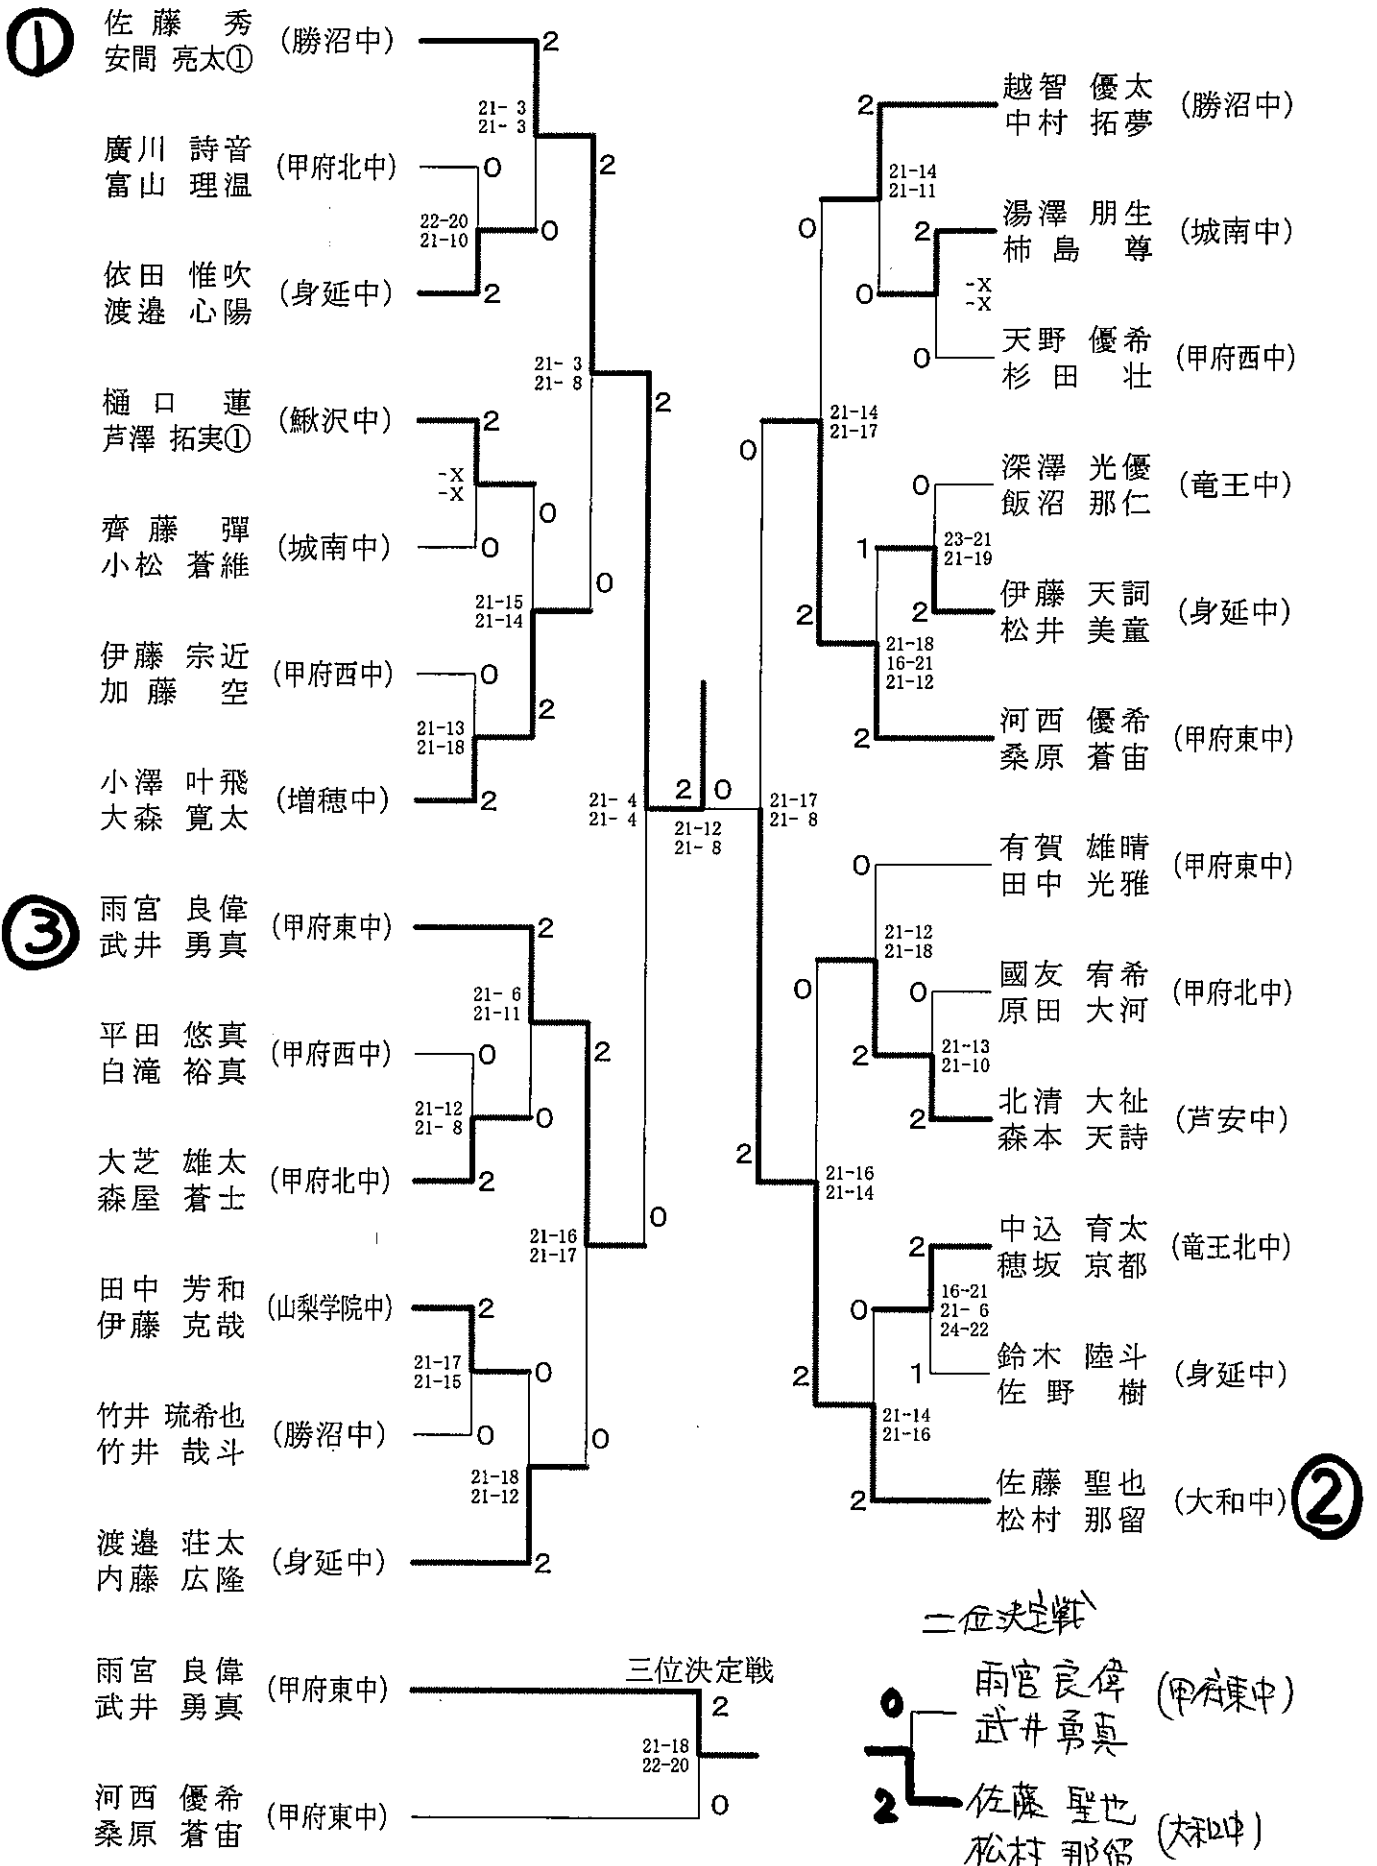 ①
佐藤 秀
安間 亮太①
(勝沼中)
2
21- 3
21- 3
廣川 詩音
富山 理温
(甲府北中)
0
2
22-20
21-10
0
依田 惟吹
渡邉 心陽
(身延中)
2
21- 3
21- 8
2
樋口 蓮
芦澤 拓実①
(鰍沢中)
2
-X
-X
0
齊藤 彈
小松 蒼維
(城南中)
0
0
21-15
21-14
伊藤 宗近
加藤 空
(甲府西中)
0
2
21-13
21-18
小澤 叶飛
大森 寛太
(増穂中)
2
21- 4
21- 4
③
雨宮 良偉
武井 勇真
(甲府東中)
2
21- 6
21-11
平田 悠真
白滝 裕真
(甲府西中)
0
2
21-12
21- 8
0
大芝 雄太
森屋 蒼士
(甲府北中)
2
21-16
21-17
0
田中 芳和
伊藤 克哉
(山梨学院中)
2
21-17
21-15
0
竹井 琉希也
竹井 哉斗
(勝沼中)
0
0
21-18
21-12
渡邉 荘太
内藤 広隆
(身延中)
2
2
0
21-12
21- 8
2
越智 優太
中村 拓夢
(勝沼中)
21-14
21-11
0
2
湯澤 朋生
柿島 尊
(城南中)
0
-X
-X
0
天野 優希
杉田 壮
(甲府西中)
0
21-14
21-17
0
深澤 光優
飯沼 那仁
(竜王中)
1
23-21
21-19
2
2
伊藤 天詞
松井 美童
(身延中)
21-18
16-21
21-12
2
河西 優希
桑原 蒼宙
(甲府東中)
21-17
21- 8
0
有賀 雄晴
田中 光雅
(甲府東中)
21-12
21-18
0
0
國友 宥希
原田 大河
(甲府北中)
2
21-13
21-10
2
北清 大祉
森本 天詩
(芦安中)
2
21-16
21-14
2
中込 育太
穂坂 京都
(竜王北中)
0
16-21
21- 6
24-22
2
1
鈴木 陸斗
佐野 樹
(身延中)
21-14
21-16
2
佐藤 聖也
松村 那留
(大和中)
②
三位決定戦
雨宮 良偉
武井 勇真
(甲府東中)
2
21-18
22-20
河西 優希
桑原 蒼宙
(甲府東中)
0
二位決定戦
0
雨宮良偉
武井勇真
(甲府東中)
2
佐藤 聖也
松村 那留
(大和中)